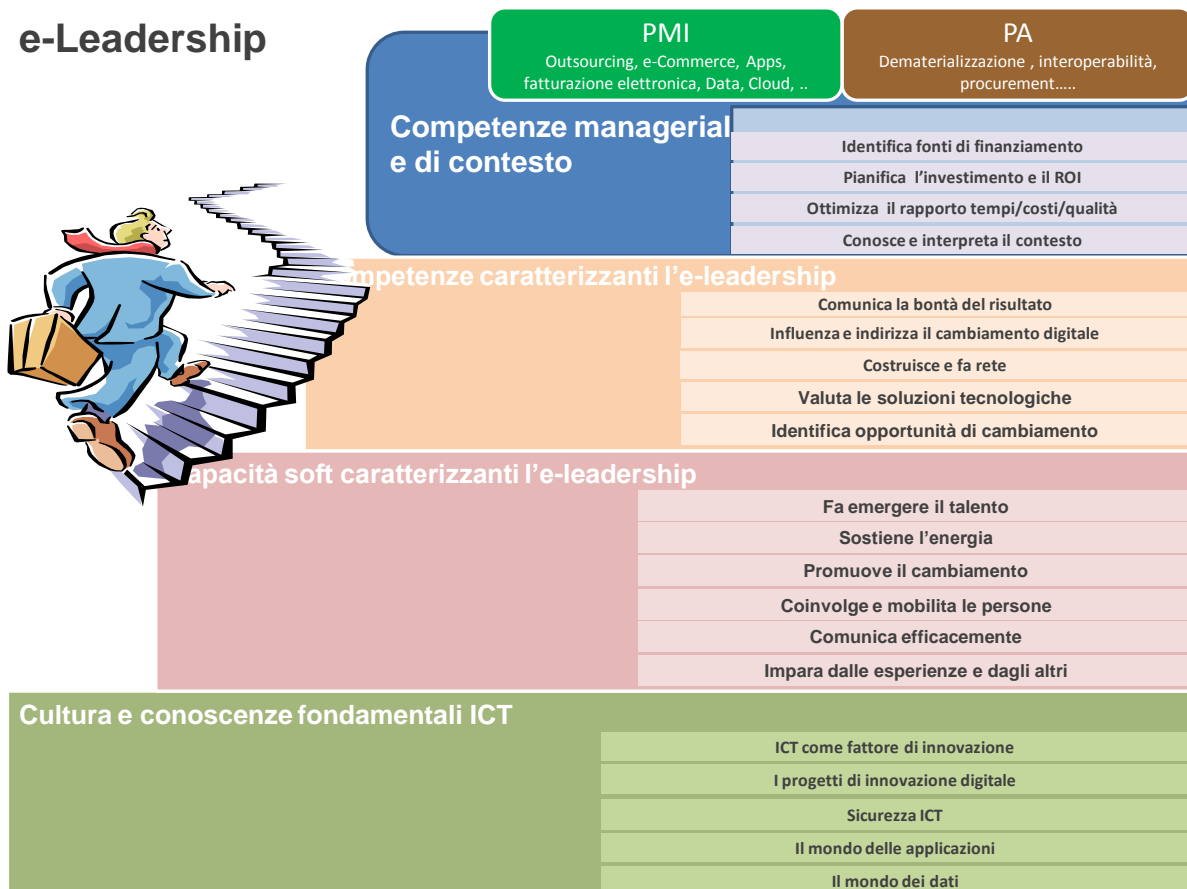 e-Leadership
PMI
Outsourcing, e-Commerce, Apps,
fatturazione elettronica, Data, Cloud, ..
PA
Dematerializzazione , interoperabilità,
procurement…..
Competenze managerial
e di contesto
Identifica fonti di finanziamento
Pianifica l'investimento e il ROI
Ottimizza il rapporto tempi/costi/qualità
Conosce e interpreta il contesto
mpetenze caratterizzanti l'e-leadership
Comunica la bontà del risultato
Influenza e indirizza il cambiamento digitale
Costruisce e fa rete
Valuta le soluzioni tecnologiche
Identifica opportunità di cambiamento
apacità soft caratterizzanti l'e-leadership
Fa emergere il talento
Sostiene l'energia
Promuove il cambiamento
Coinvolge e mobilita le persone
Comunica efficacemente
Impara dalle esperienze e dagli altri
Cultura e conoscenze fondamentali ICT
ICT come fattore di innovazione
I progetti di innovazione digitale
Sicurezza ICT
Il mondo delle applicazioni
Il mondo dei dati